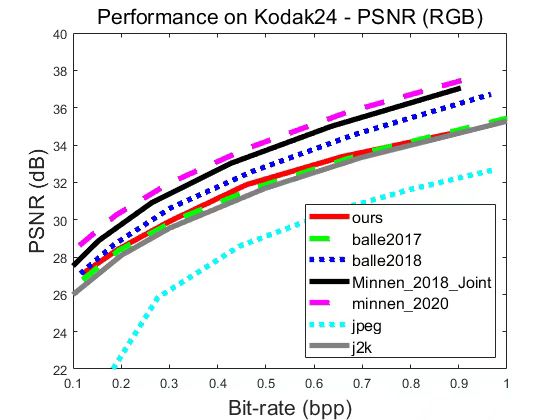 Performance on Kodak24 - PSNR (RGB)
40
38
36
34
32
30
28
26
24
22
PSNR (dB)
ours
balle2017
balle2018
Minnen_2018_Joint
minnen_2020
jpeg
j2k
0.1 0.2 0.3 0.4 0.5 0.6 0.7 0.8 0.9 1
Bit-rate (bpp)